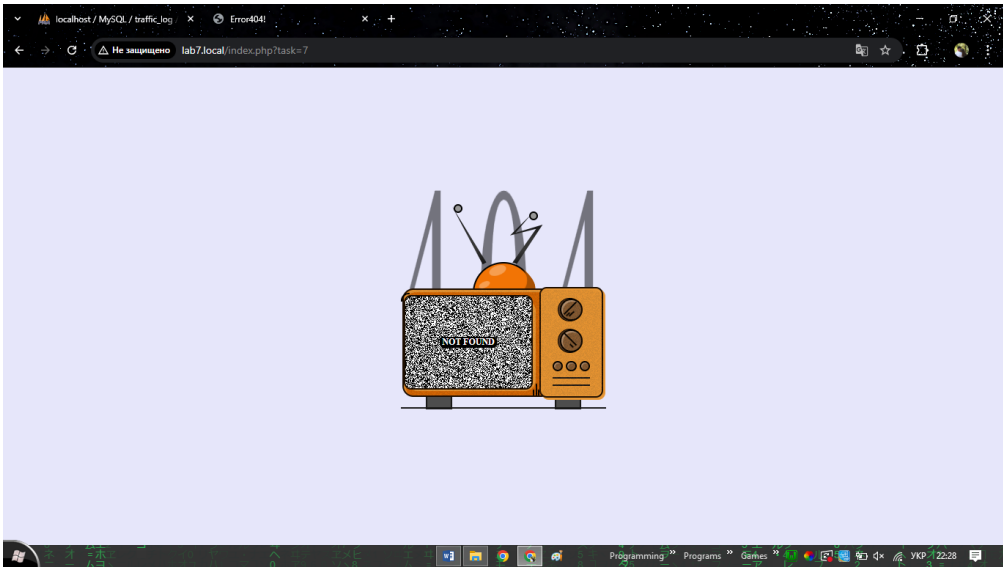 localhost / MySQL / traffic_log
Error404!
Не защищено
lab7.local/index.php?task=7
404
NOT FOUND
Programming
Programs
Games
УКР
22:28